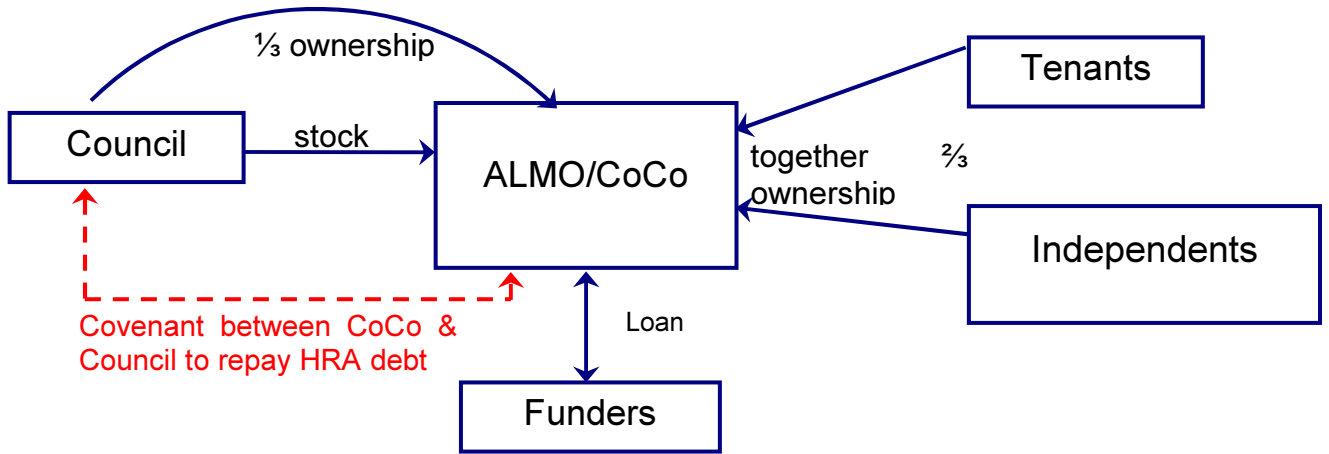 ⅓ ownership
Tenants
Council
stock
ALMO/CoCo
together ⅔
ownership
Independents
Covenant between CoCo &
Council to repay HRA debt
Loan
Funders